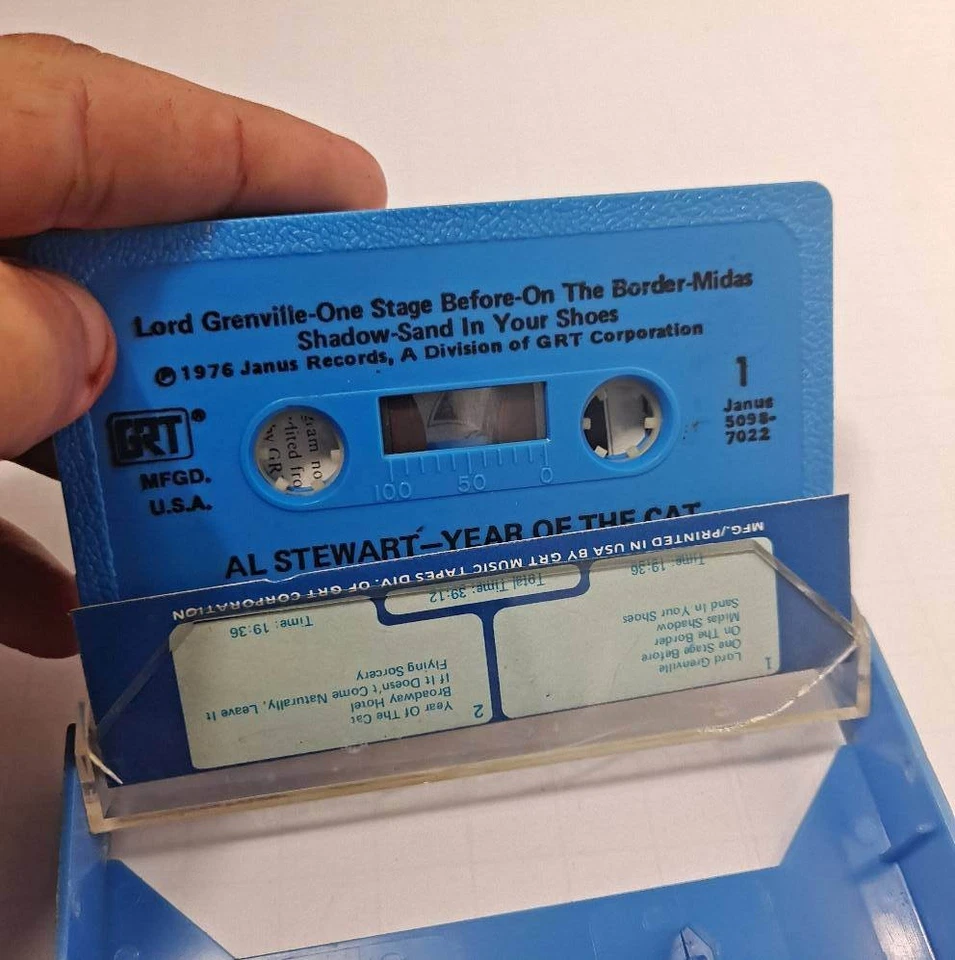 Lord Grenville-One Stage Before-On The Border-Midas
Shadow-Sand In Your Shoes
℗ 1976 Janus Records, A Division of GRT Corporation
1
Janus
5098-
7022
GRT®
MFGD.
U.S.A.
100 50 0
AL STEWART—YEAR OF THE CAT
MFG./PRINTED IN USA BY GRT MUSIC TAPES DIV. OF GRT CORPORATION
1
Lord Grenville
One Stage Before
On The Border
Midas Shadow
Sand In Your Shoes
Time: 19:36
2
Year Of The Cat
Broadway Hotel
If It Doesn't Come Naturally, Leave It
Flying Sorcery
Time: 19:36
Total Time: 39:12